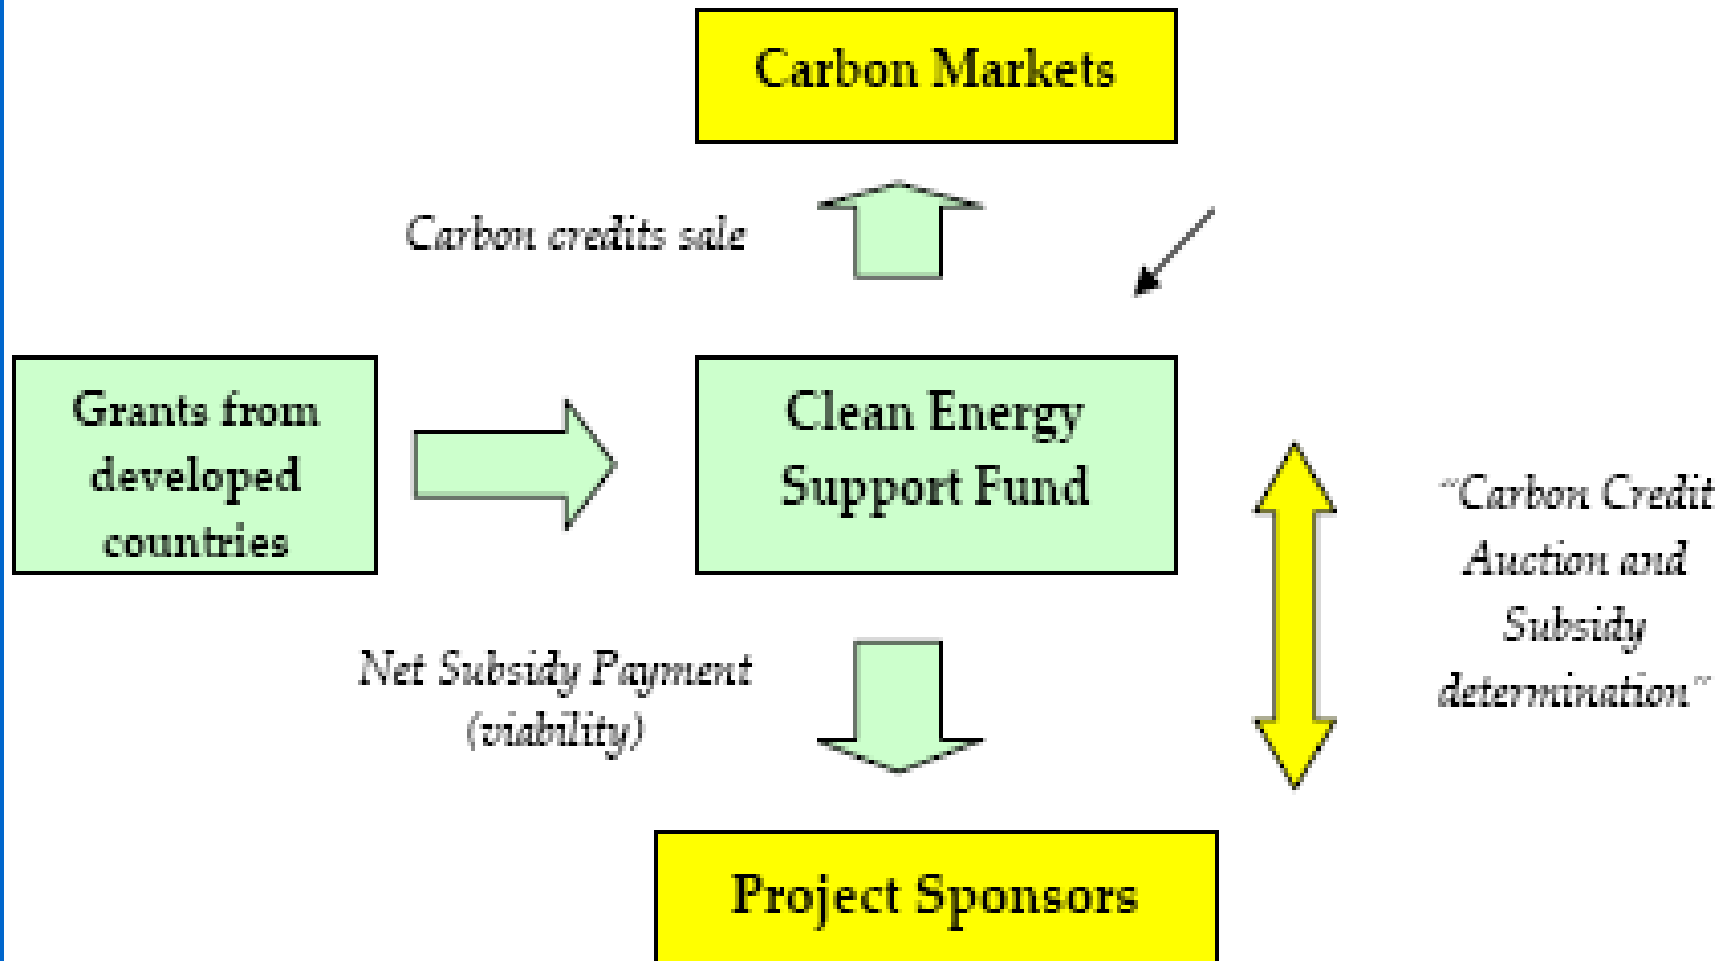 Carbon Markets
Carbon credits sale
Grants from
developed
countries
Clean Energy
Support Fund
"Carbon Credit
Auction and
Subsidy
determination"
Net Subsidy Payment
(viability)
Project Sponsors